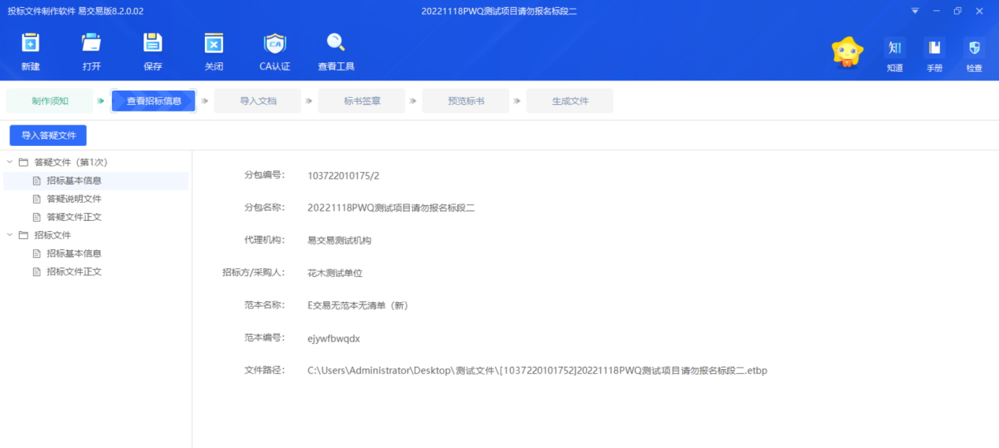 投标文件制作软件 易交易版8.2.0.02
20221118PWQ测试项目请勿报名标段二
新建
打开
保存
关闭
CA
CA认证
查看工具
知
知道
手册
检查
制作须知
查看招标信息
导入文档
标书签章
预览标书
生成文件
导入答疑文件
答疑文件（第1次）
招标基本信息
答疑说明文件
答疑文件正文
招标文件
招标基本信息
招标文件正文
分包编号： 103722010175/2
分包名称： 20221118PWQ测试项目请勿报名标段二
代理机构： 易交易测试机构
招标方/采购人： 花木测试单位
范本名称： E交易无范本无清单（新）
范本编号： ejywfbwqdx
文件路径： C:\Users\Administrator\Desktop\测试文件\[1037220101752]20221118PWQ测试项目请勿报名标段二.etbp